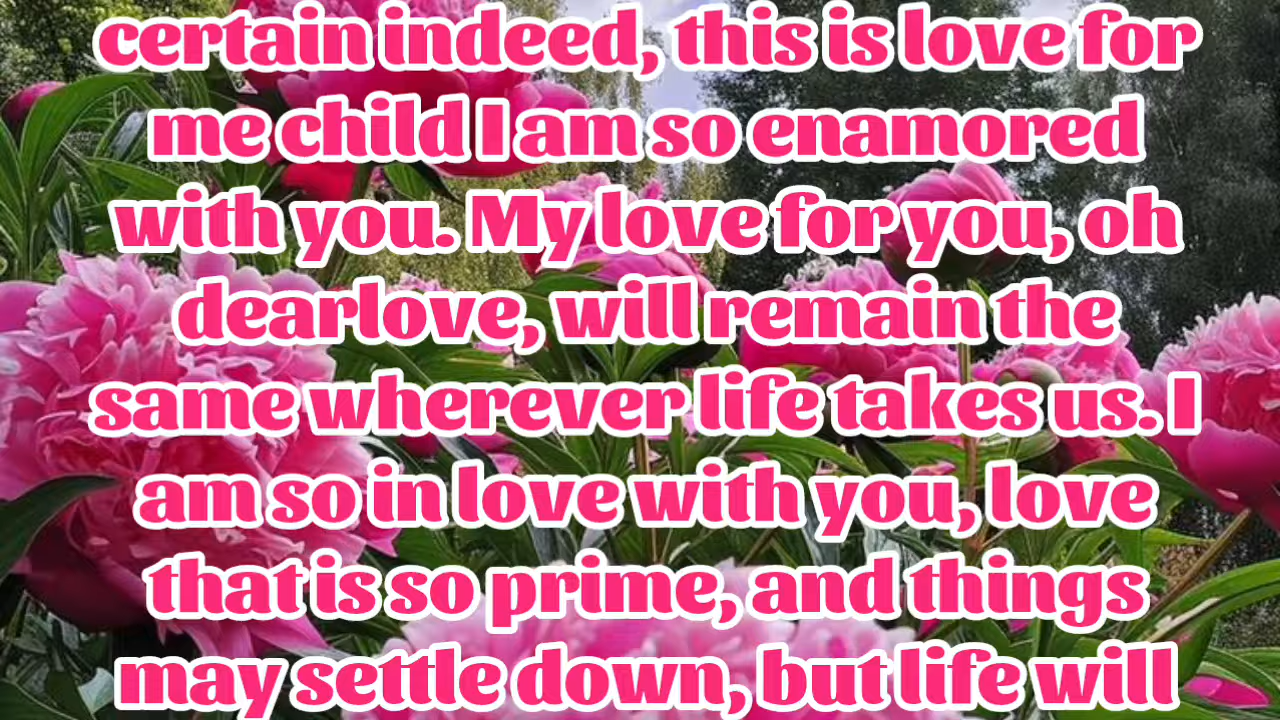 certain indeed, this is love for
me child I am so enamored
with you. My love for you, oh
dearlove, will remain the
same wherever life takes us. I
am so in love with you, love
that is so prime, and things
may settle down, but life will